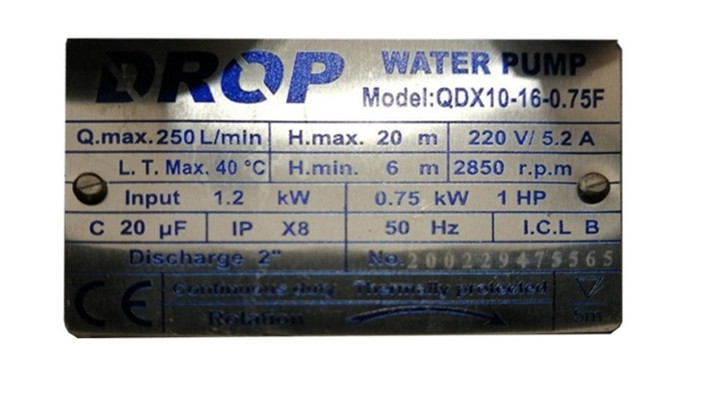 DROP WATER PUMP
Model:QDX10-16-0.75F
Q.max.250L/min H.max. 20 m 220 V/ 5.2 A
L. T. Max. 40 °C H.min. 6 m 2850 r.p.m
Input 1.2 kW 0.75 kW 1 HP
C 20 µF IP X8 50 Hz I.C.L B
Discharge 2" No. 200229475565
CE Continuous duty Thermally protected
Rotation 5m